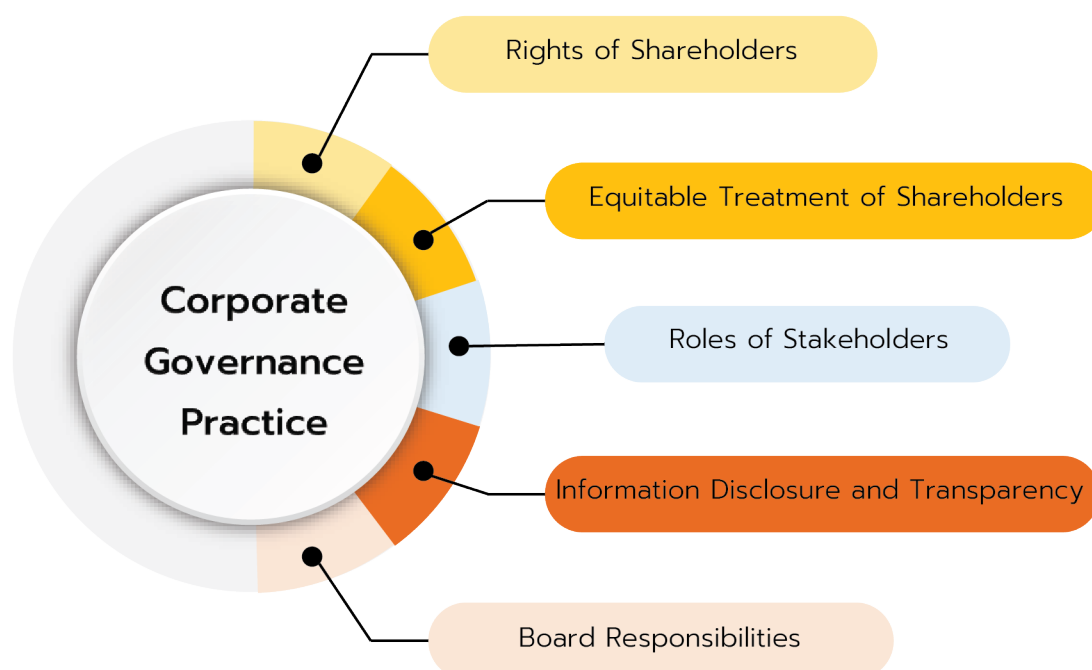 Rights of Shareholders
Equitable Treatment of Shareholders
Corporate
Governance
Practice
Roles of Stakeholders
Information Disclosure and Transparency
Board Responsibilities